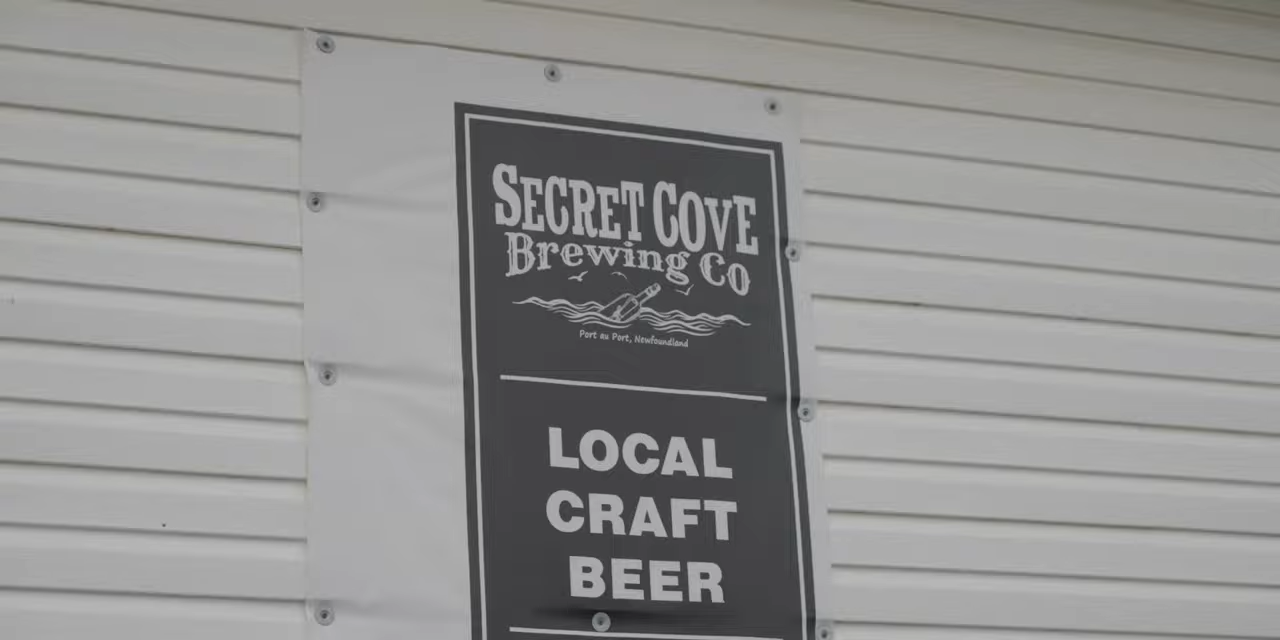 SECRET COVE
Brewing Co
Port au Port, Newfoundland
LOCAL
CRAFT
BEER